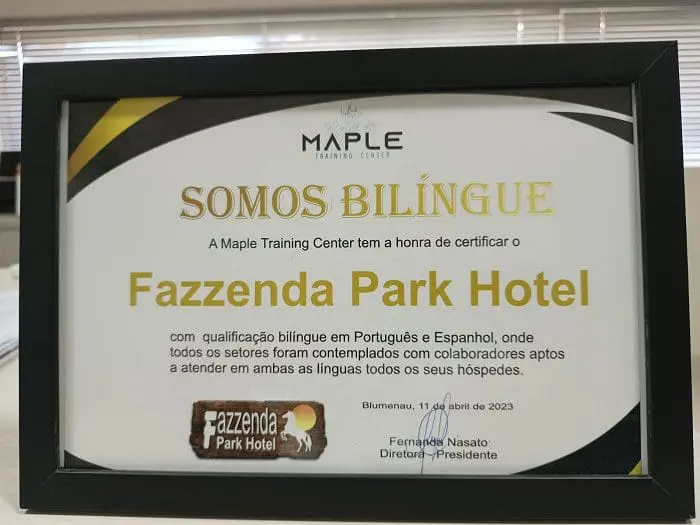 MAPLE
TRAINING CENTER
SOMOS BILÍNGUE
A Maple Training Center tem a honra de certificar o
Fazzenda Park Hotel
com qualificação bilíngue em Português e Espanhol, onde
todos os setores foram contemplados com colaboradores aptos
a atender em ambas as línguas todos os seus hóspedes.
Blumenau, 11 de abril de 2023
Fazzenda
Park Hotel
Fernanda Nasato
Diretora Presidente